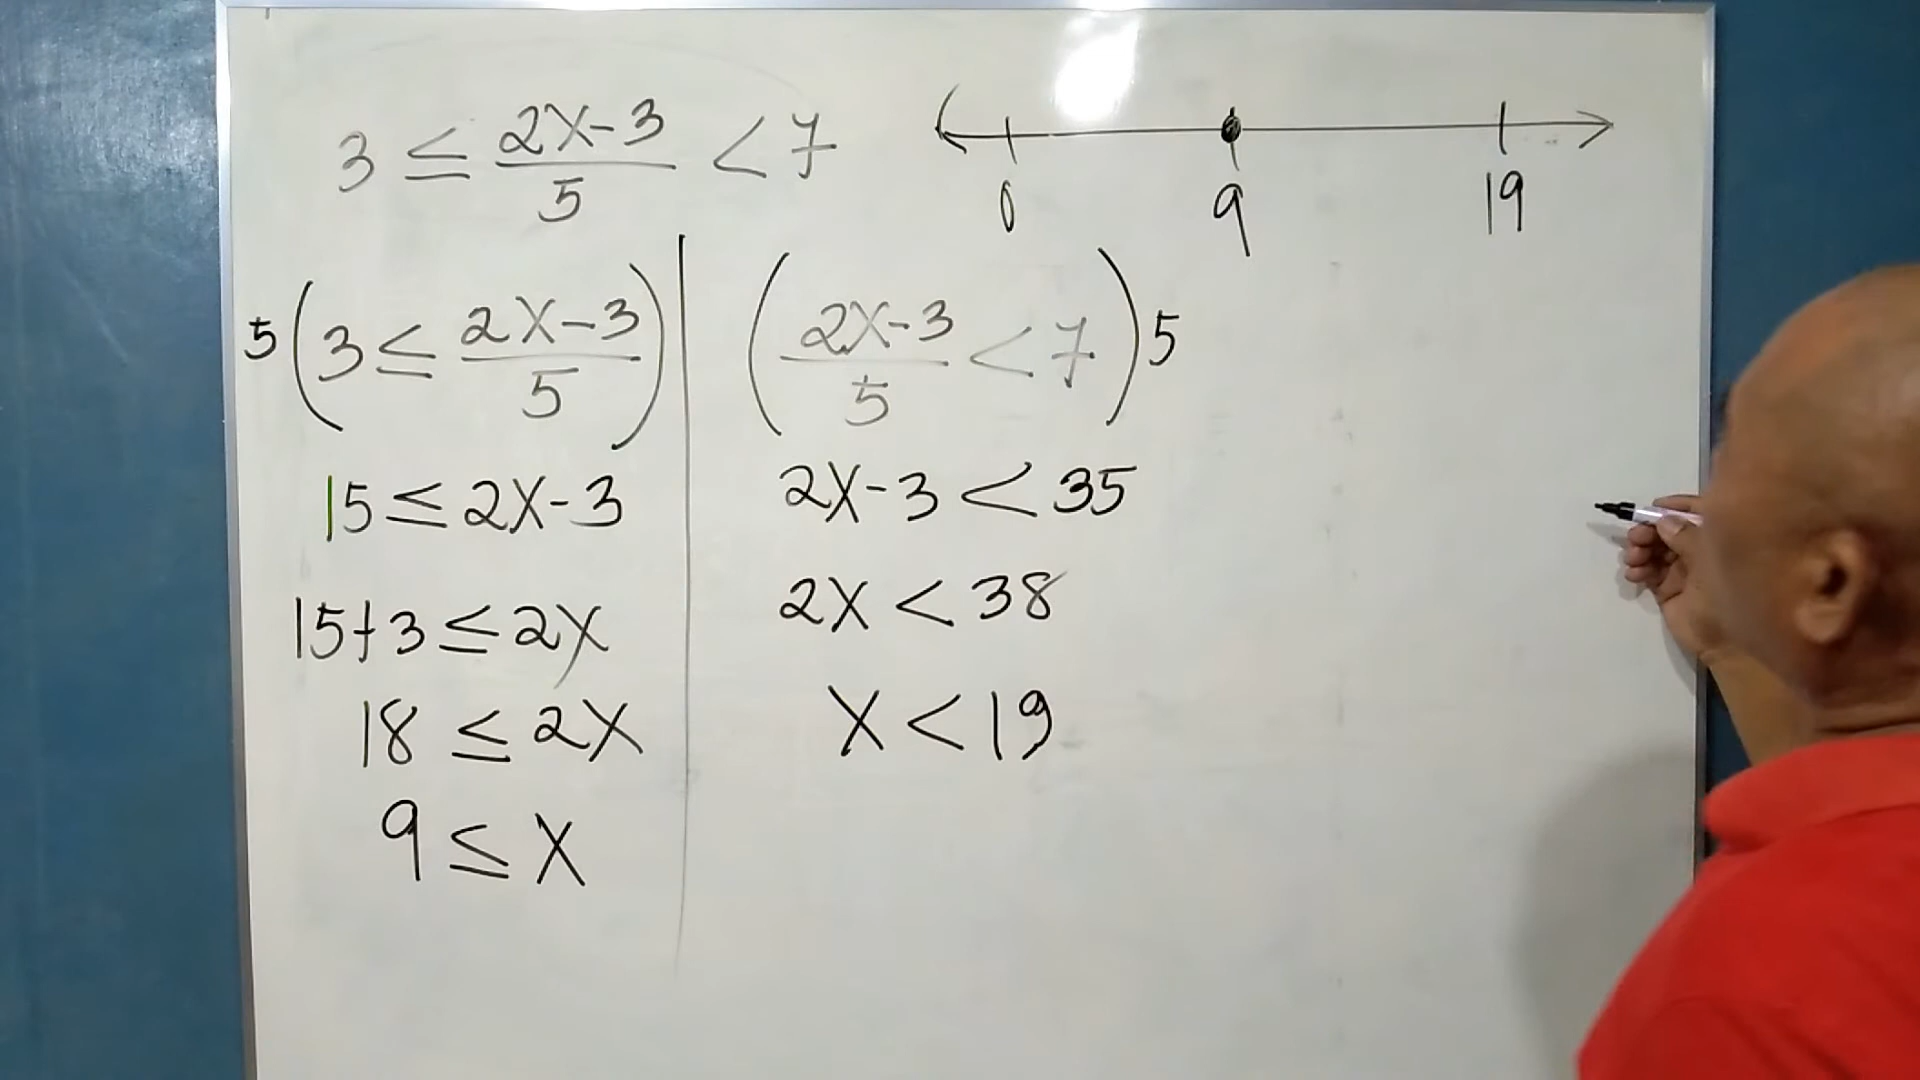 3 ≤ (2X-3)/5 < 7
0 9 19
5(3 ≤ (2X-3)/5)
15 ≤ 2X-3
15+3 ≤ 2X
18 ≤ 2X
9 ≤ X
((2X-3)/5 < 7)5
2X-3 < 35
2X < 38
X < 19